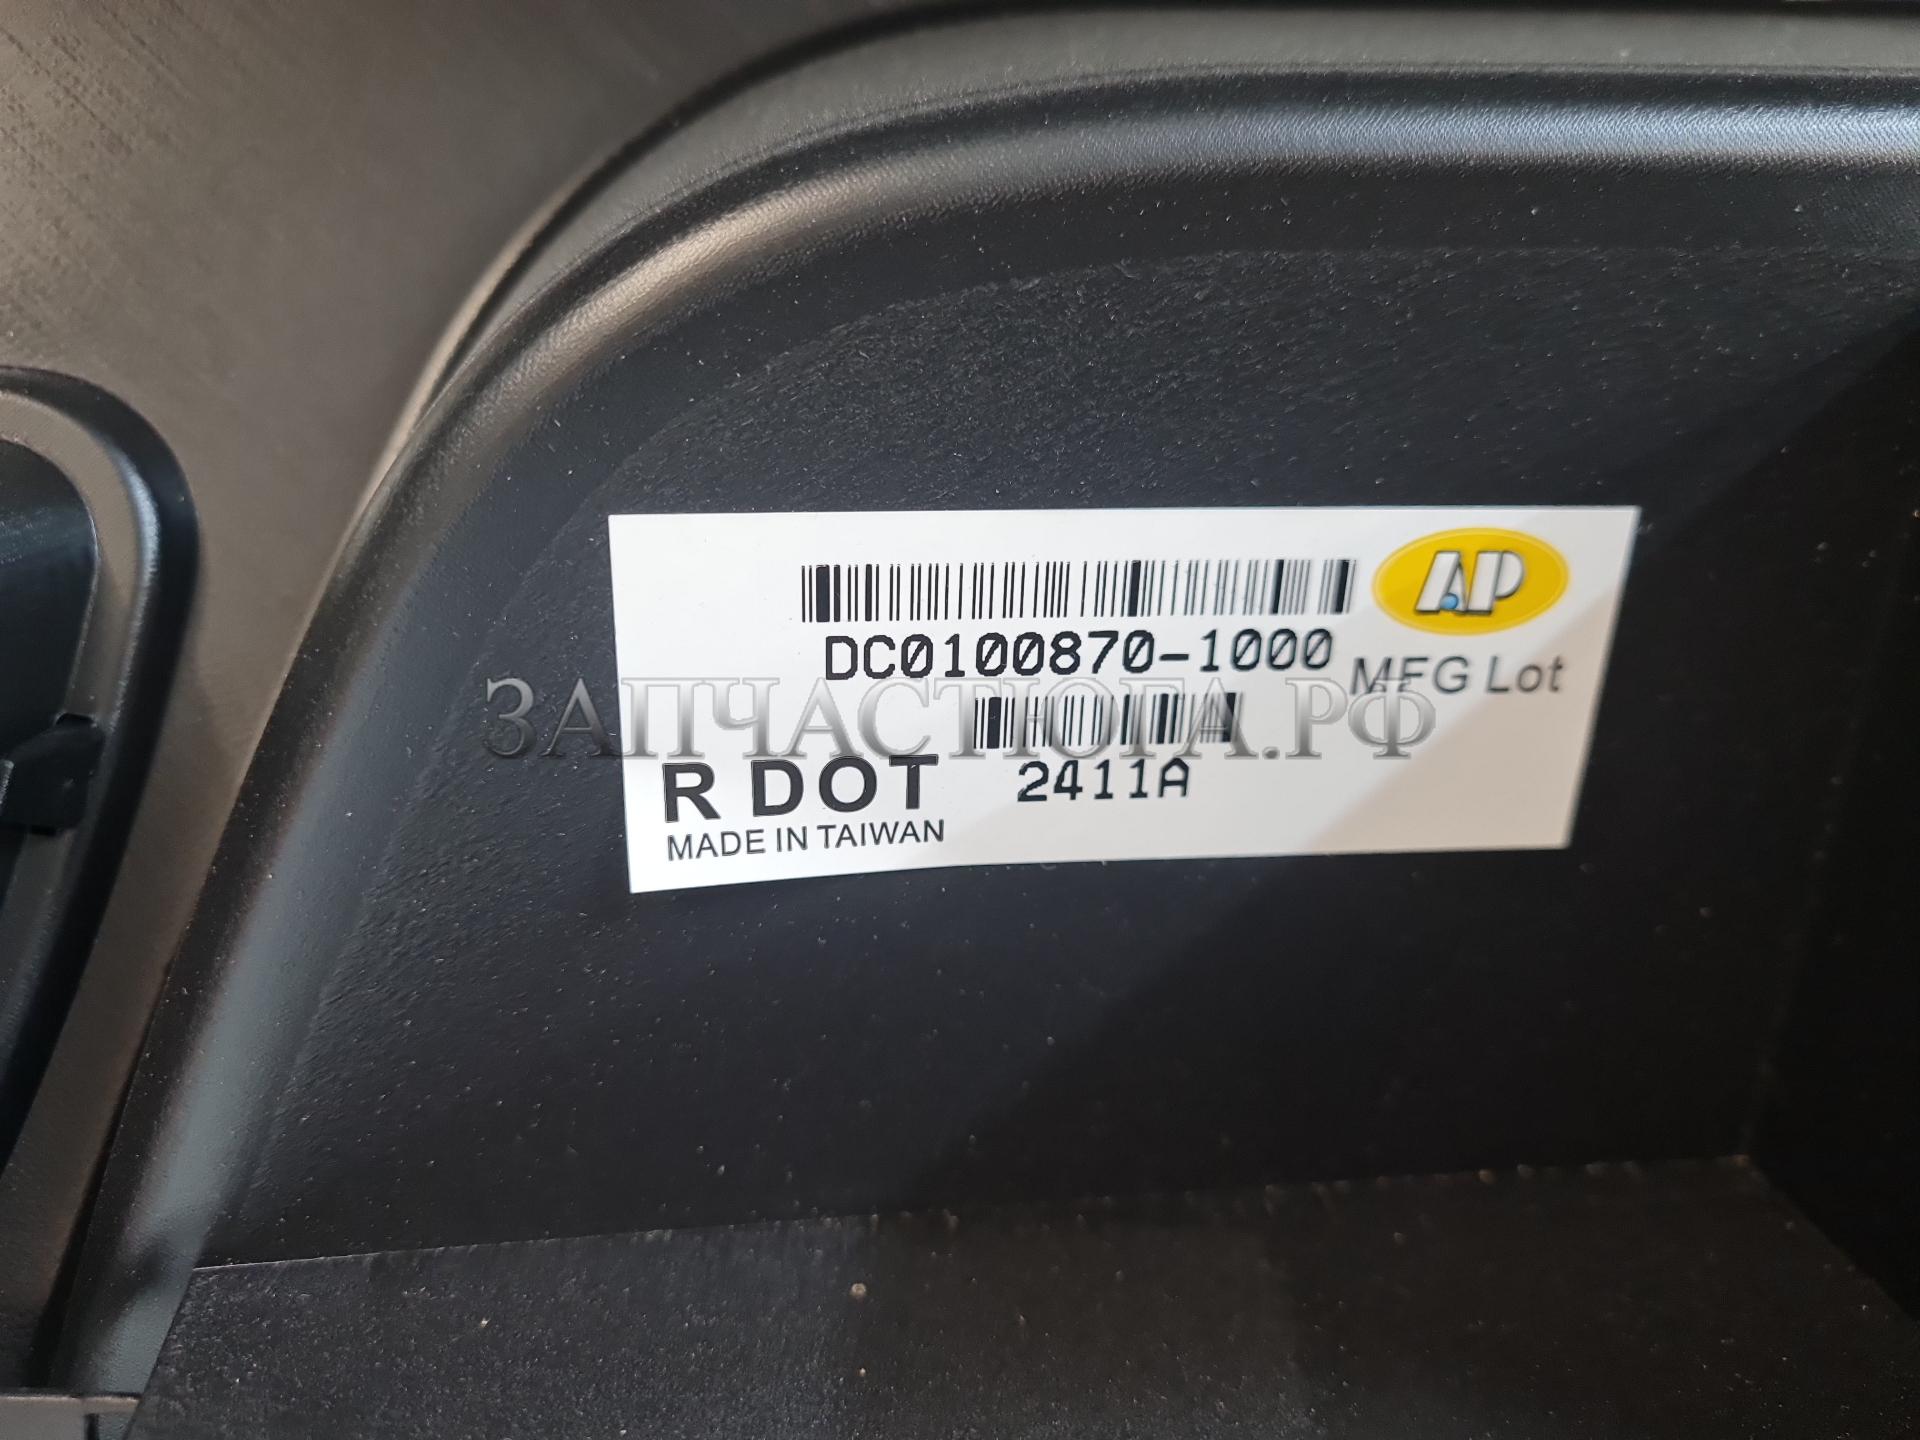 AP
DC0100870-1000
MFG Lot
ЗАПЧАСТЮГА.РФ
R DOT 2411A
MADE IN TAIWAN